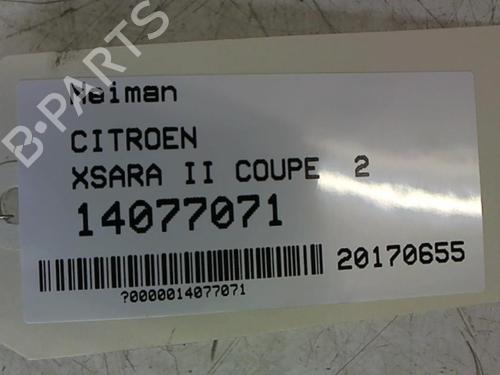 B-PARTS
Neiman
CITROEN
XSARA II COUPE 2
14077071
20170655
?0000014077071